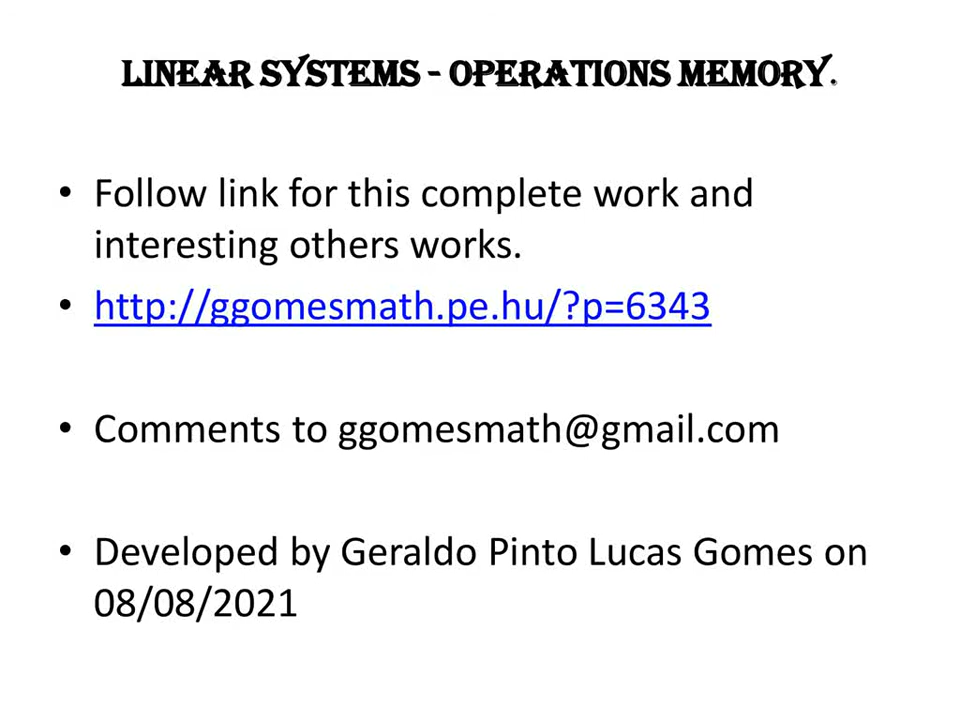 LINEAR SYSTEMS - OPERATIONS MEMORY.
• Follow link for this complete work and
interesting others works.
• http://ggomesmath.pe.hu/?p=6343
• Comments to ggomesmath@gmail.com
• Developed by Geraldo Pinto Lucas Gomes on
08/08/2021